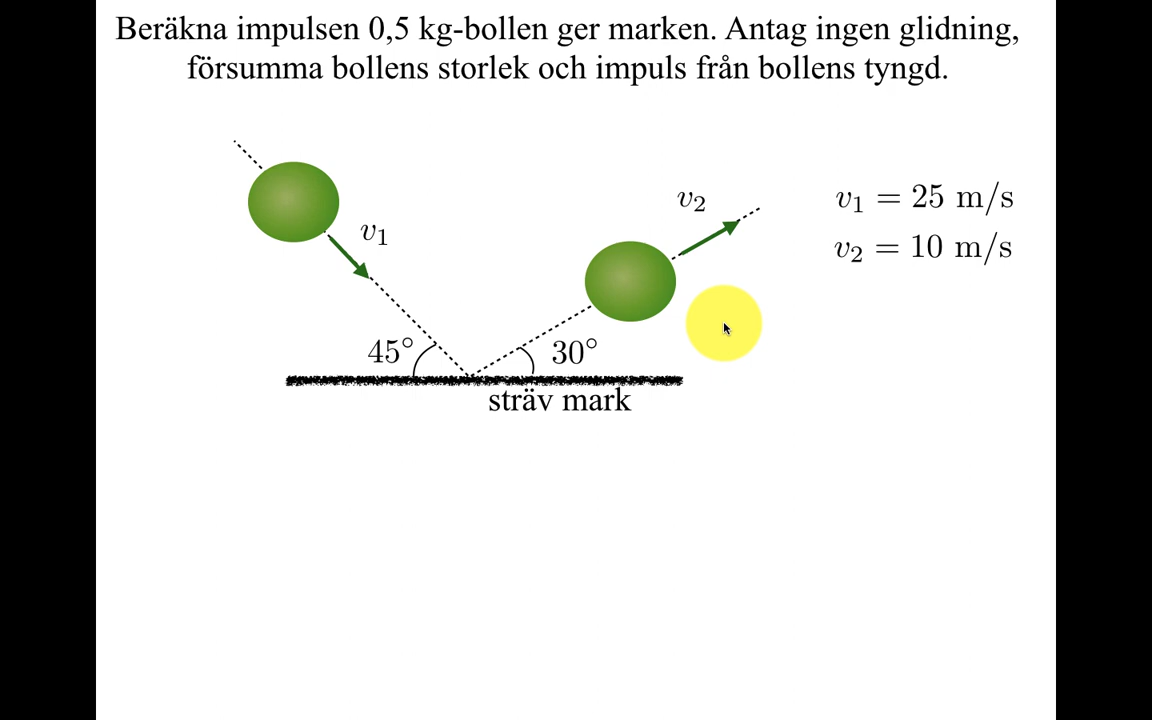 Beräkna impulsen 0,5 kg-bollen ger marken. Antag ingen glidning,
försumma bollens storlek och impuls från bollens tyngd.
v₁
v₂
v₁ = 25 m/s
v₂ = 10 m/s
45°
30°
sträv mark